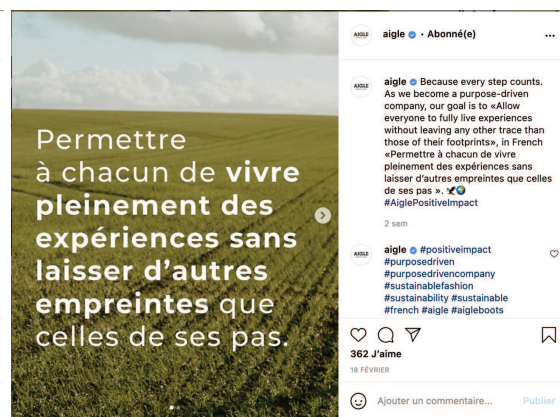 Permettre
à chacun de vivre
pleinement des
expériences sans
laisser d'autres
empreintes que
celles de ses pas.
AIGLE
aigle • Abonné(e)
AIGLE
aigle Because every step counts.
As we become a purpose-driven
company, our goal is to «Allow
everyone to fully live experiences
without leaving any other trace than
those of their footprints», in French
«Permettre à chacun de vivre
pleinement des expériences sans
laisser d'autres empreintes que celles
de ses pas ». 🦅🌍
#AiglePositiveImpact
2 sem
AIGLE
aigle #positiveimpact
#purposedriven
#purposedrivencompany
#sustainablefashion
#sustainability #sustainable
#french #aigle #aigleboots
362 J'aime
18 FÉVRIER
Ajouter un commentaire... Publier